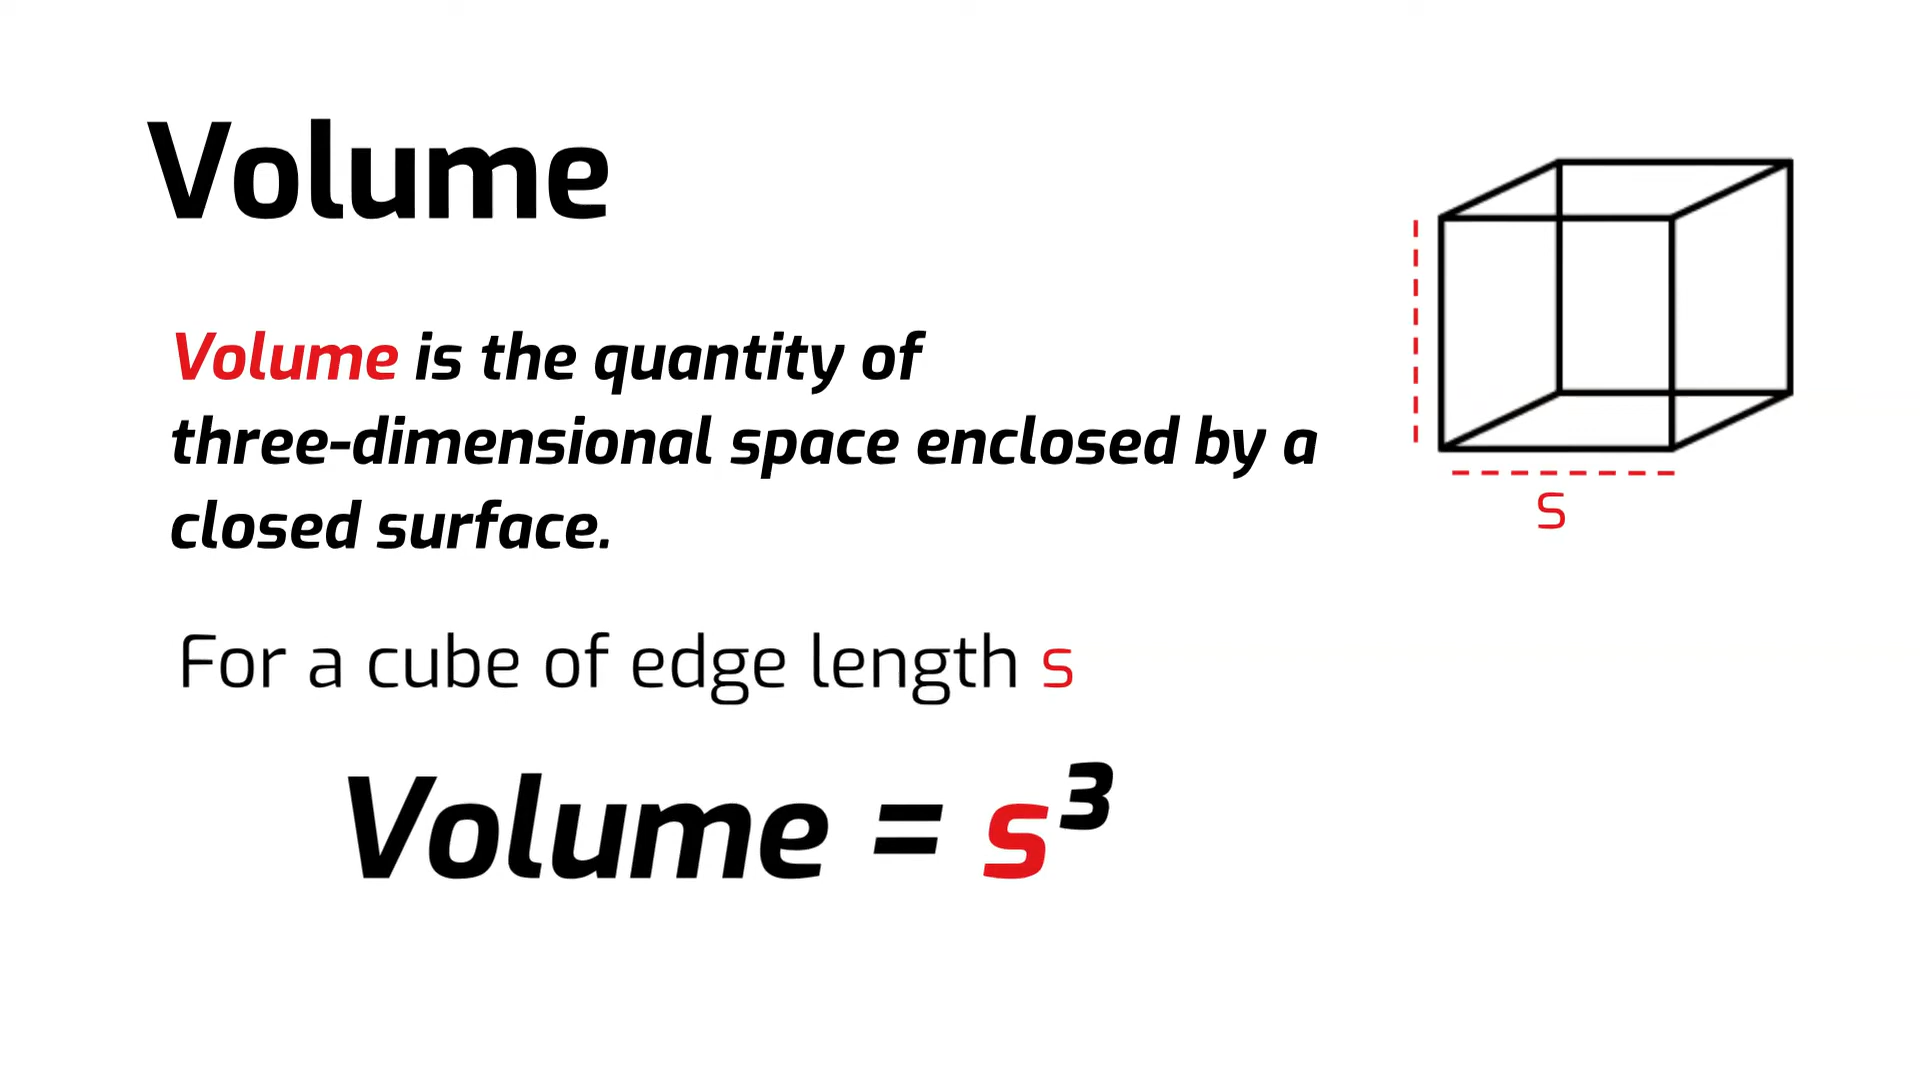 Volume
Volume is the quantity of
three-dimensional space enclosed by a
closed surface.
S
For a cube of edge length s
Volume = s³